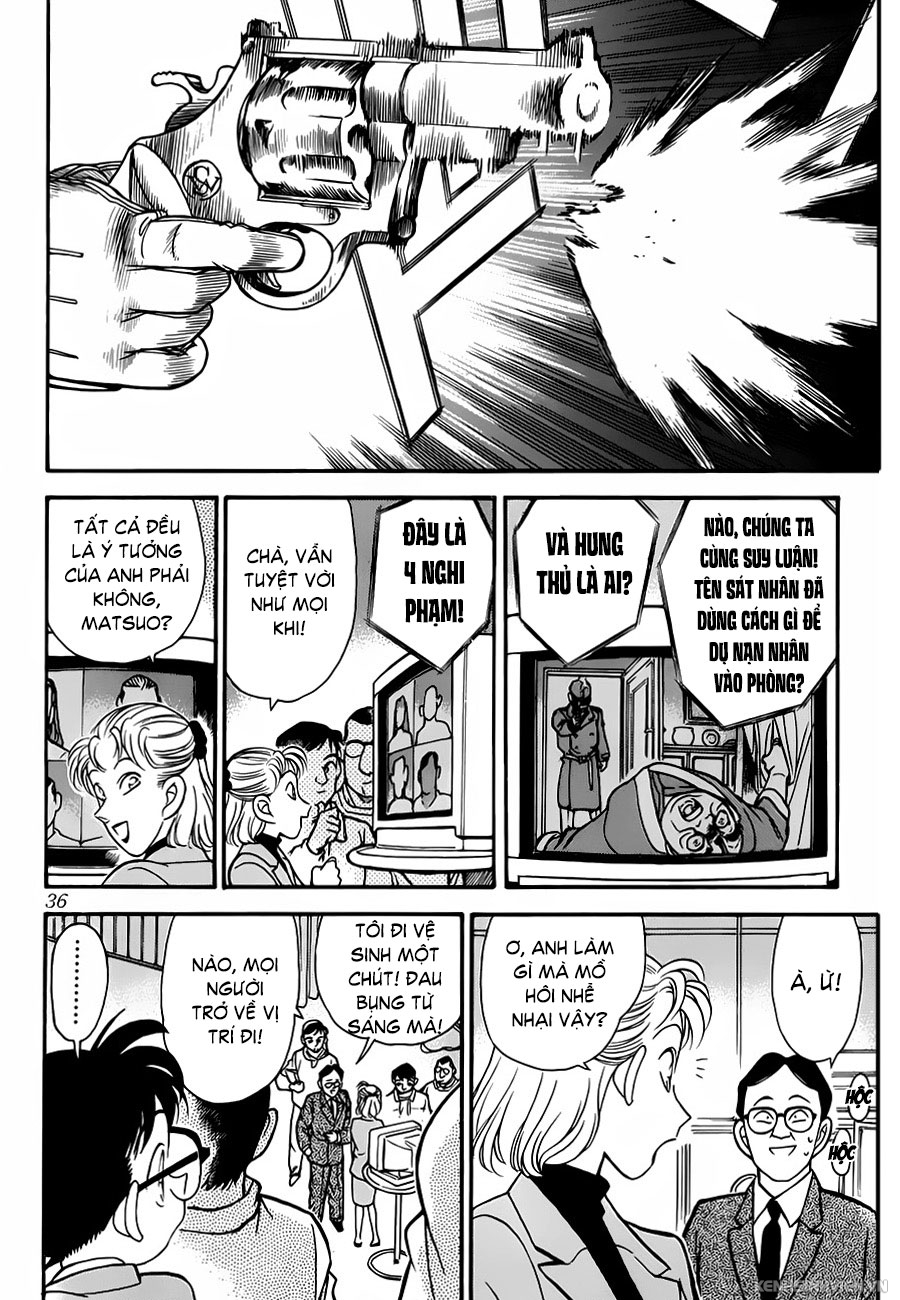 NÀO, CHÚNG TA
CÙNG SUY LUẬN!
TÊN SÁT NHÂN ĐÃ
DÙNG CÁCH GÌ ĐỂ
DỤ NẠN NHÂN
VÀO PHÒNG?
VÀ HUNG
THỦ LÀ AI?
ĐÂY LÀ
4 NGHI
PHẠM!
CHÀ, VẪN
TUYỆT VỜI
NHƯ MỌI
KHI!
TẤT CẢ ĐỀU
LÀ Ý TƯỞNG
CỦA ANH PHẢI
KHÔNG,
MATSUO?
36
À, Ừ!
HỘC
HỘC
Ơ, ANH LÀM
GÌ MÀ MỒ
HÔI NHỄ
NHẠI VẬY?
TÔI ĐI VỆ
SINH MỘT
CHÚT! ĐAU
BỤNG TỪ
SÁNG MÀ!
NÀO, MỌI
NGƯỜI
TRỞ VỀ VỊ
TRÍ ĐI!
..........